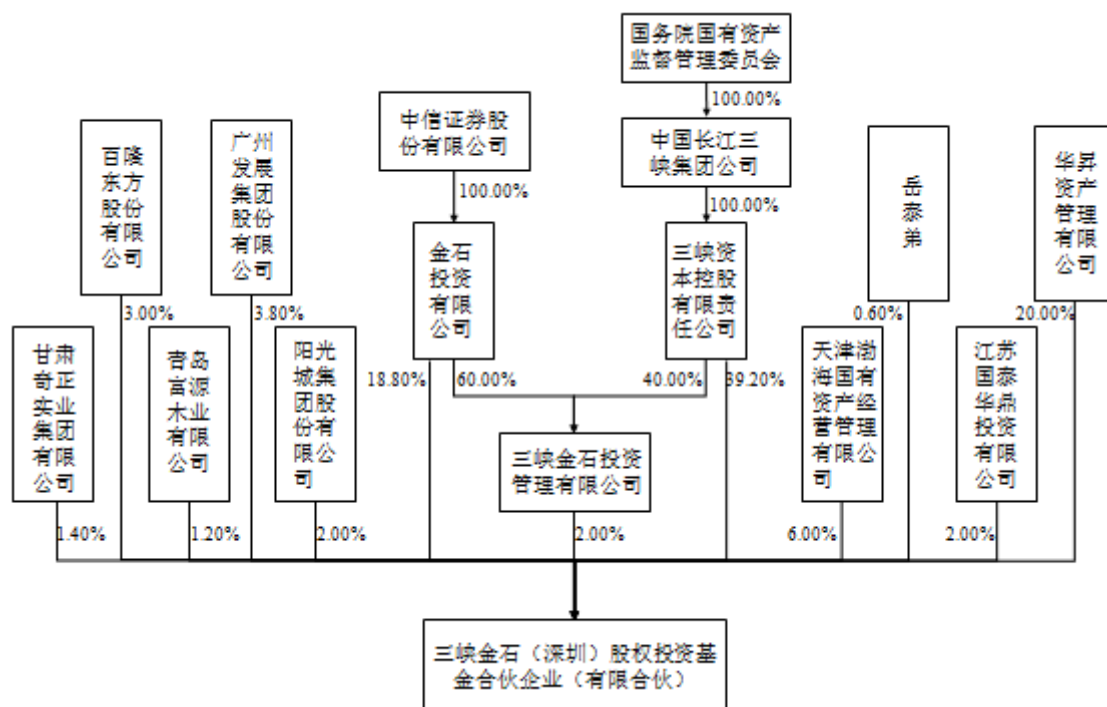 国务院国有资产
监督管理委员会
100.00%
中信证券股
份有限公司
中国长江三
峡集团公司
百隆
东方
股份
有限
公司
广州
发展
集团
股份
有限
公司
岳
泰
弟
华昇
资产
管理
有限
公司
100.00%
100.00%
金石
投资
有限
公司
三峡资
本控股
有限责
任公司
3.00%
3.80%
0.60%
20.00%
甘肃
奇正
实业
集团
有限
公司
青岛
富源
木业
有限
公司
阳光
城集
团股
份有
限公
司
天津渤
海国有
资产经
营管理
有限公
司
江苏
国泰
华鼎
投资
有限
公司
18.80%
60.00%
40.00%
39.20%
三峡金石投资
管理有限公司
1.40%
1.20%
2.00%
2.00%
6.00%
2.00%
三峡金石（深圳）股权投资基
金合伙企业（有限合伙）